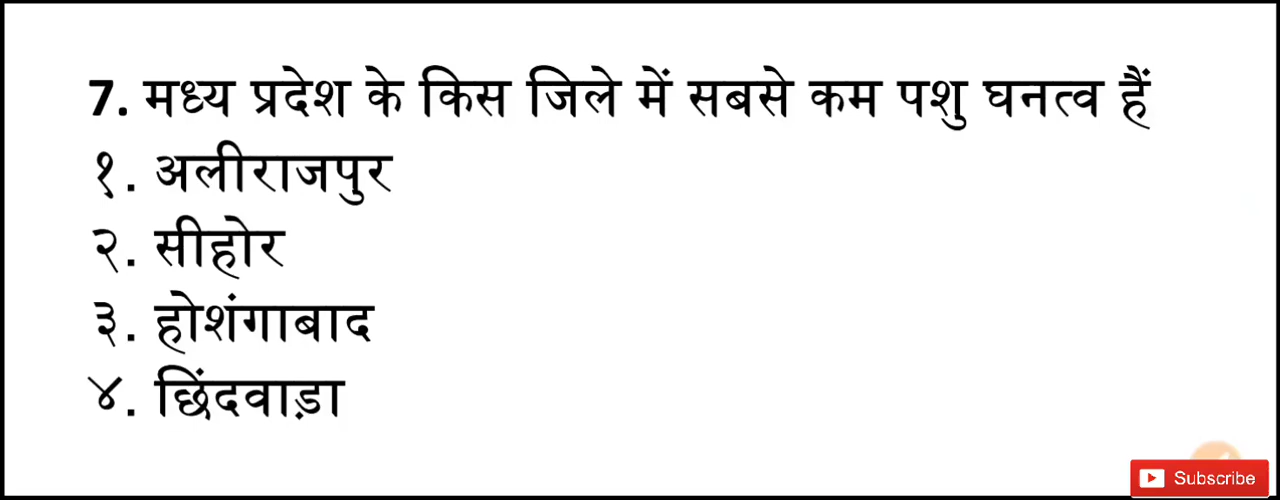 7. मध्य प्रदेश के किस जिले में सबसे कम पशु घनत्व हैं
१. अलीराजपुर
२. सीहोर
३. होशंगाबाद
४. छिंदवाड़ा
Subscribe